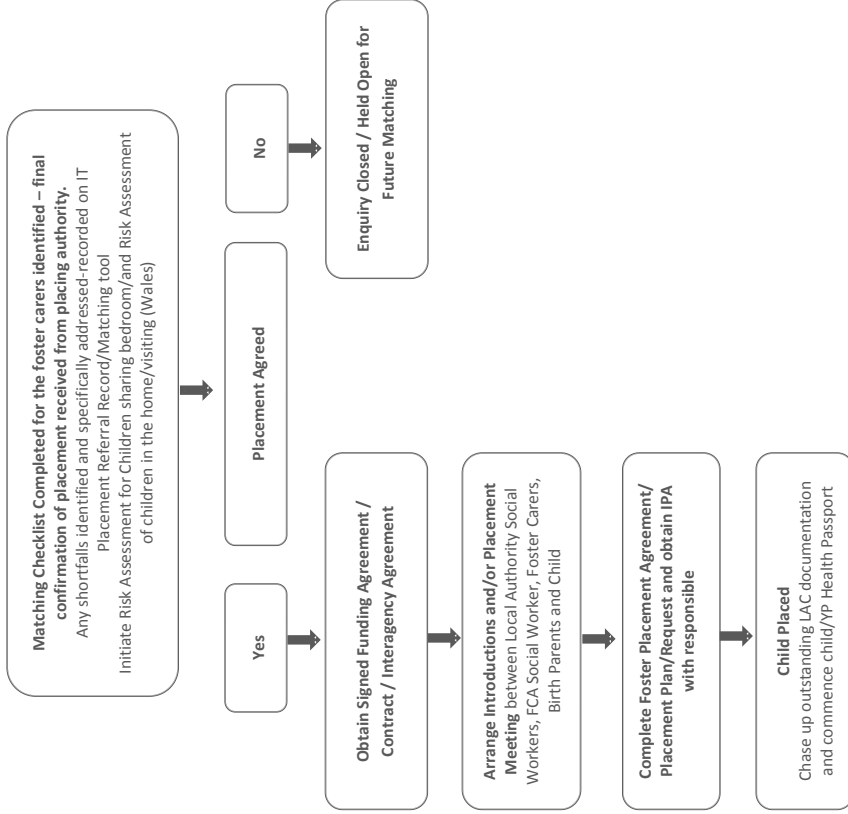 Matching Checklist Completed for the foster carers identified – final
confirmation of placement received from placing authority.
Any shortfalls identified and specifically addressed-recorded on IT
Placement Referral Record/Matching tool
Initiate Risk Assessment for Children sharing bedroom/and Risk Assessment
of children in the home/visiting (Wales)
Yes
Placement Agreed
No
Obtain Signed Funding Agreement /
Contract / Interagency Agreement
Enquiry Closed / Held Open for
Future Matching
Arrange Introductions and/or Placement
Meeting between Local Authority Social
Workers, FCA Social Worker, Foster Carers,
Birth Parents and Child
Complete Foster Placement Agreement/
Placement Plan/Request and obtain IPA
with responsible
Child Placed
Chase up outstanding LAC documentation
and commence child/YP Health Passport